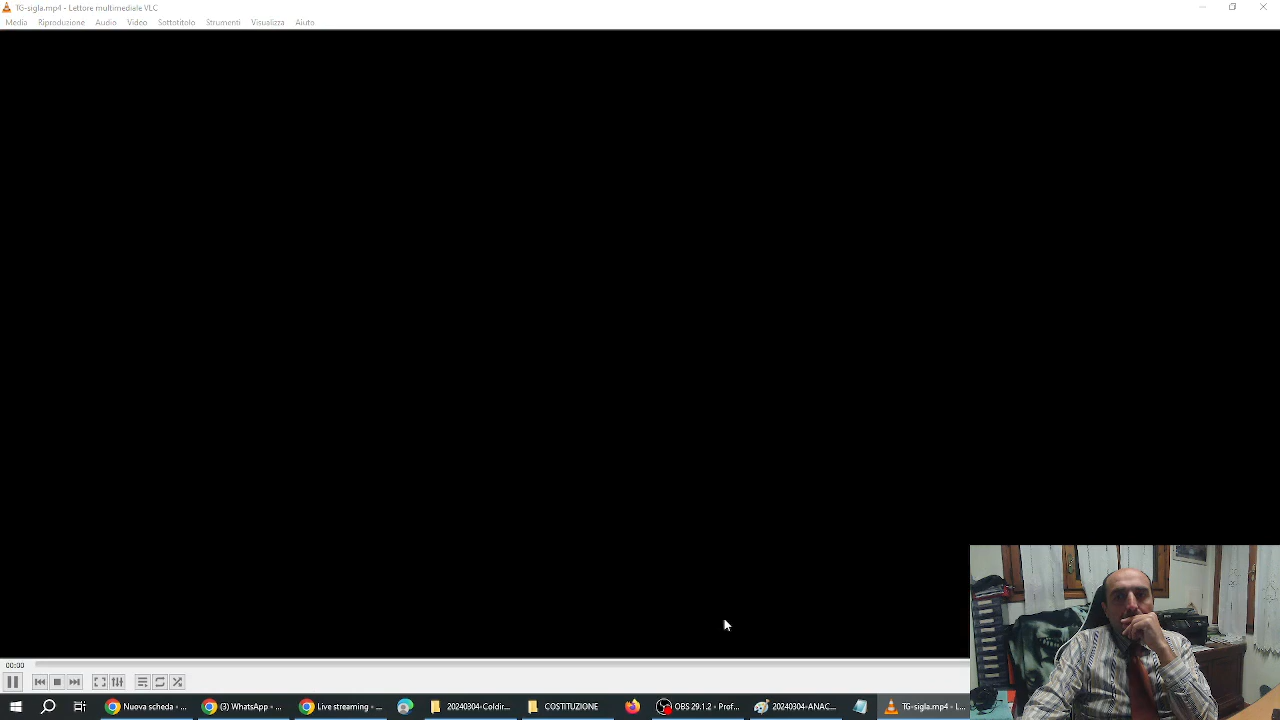 TG-sigla.mp4 - Lettore multimediale VLC
Media Riproduzione Audio Video Sottotitolo Strumenti Visualizza Aiuto
00:00
Nuova scheda - ... (3) WhatsApp - ... Live streaming - ... 20240304-Coldir... COSTITUZIONE OBS 29.1.2 - Prof... 20240304-ANAC... TG-sigla.mp4 - L...